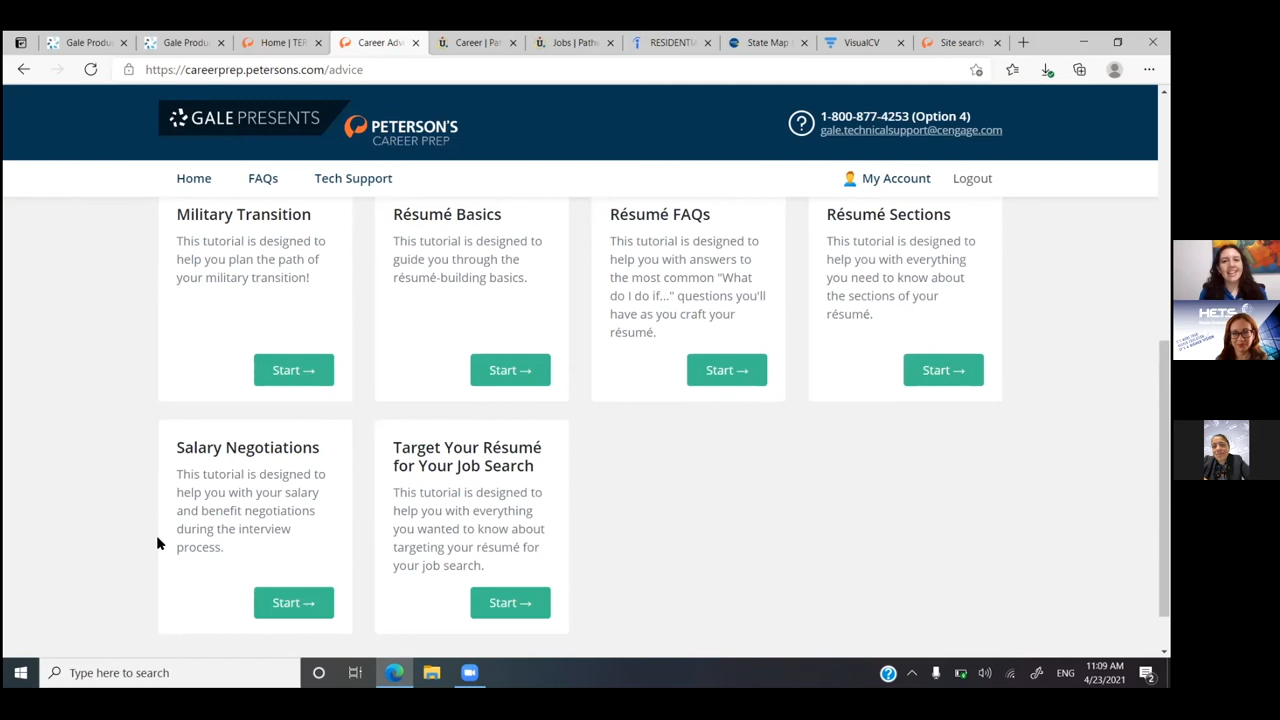 Gale Produ
Gale Produ
Home | TER
Career Adv
Career | Pat
Jobs | Path
RESIDENTI
State Map
VisualCV
Site search
https://careerprep.petersons.com/advice
GALE PRESENTS
PETERSON'S
CAREER PREP
1-800-877-4253 (Option 4)
gale.technicalsupport@cengage.com
Home
FAQs
Tech Support
My Account
Logout
Military Transition
This tutorial is designed to
help you plan the path of
your military transition!
Start →
Résumé Basics
This tutorial is designed to
guide you through the
résumé-building basics.
Start →
Résumé FAQs
This tutorial is designed to
help you with answers to
the most common "What
do I do if..." questions you'll
have as you craft your
résumé.
Start →
Résumé Sections
This tutorial is designed to
help you with everything
you need to know about
the sections of your
résumé.
Start →
Salary Negotiations
This tutorial is designed to
help you with your salary
and benefit negotiations
during the interview
process.
Start →
Target Your Résumé
for Your Job Search
This tutorial is designed to
help you with everything
you wanted to know about
targeting your résumé for
your job search.
Start →
HETS
Type here to search
ENG
11:09 AM
4/23/2021
2